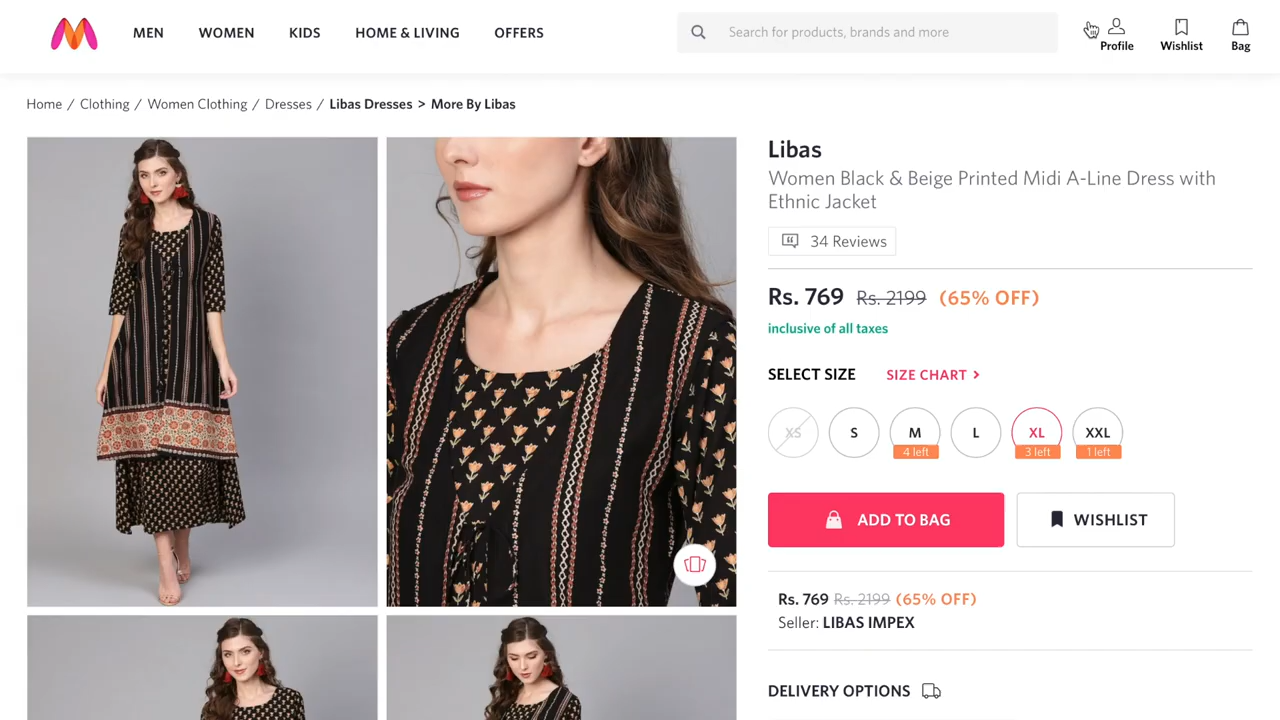 MEN WOMEN KIDS HOME & LIVING OFFERS Search for products, brands and more Profile Wishlist Bag
Home / Clothing / Women Clothing / Dresses / Libas Dresses > More By Libas
Libas
Women Black & Beige Printed Midi A-Line Dress with
Ethnic Jacket
34 Reviews
Rs. 769 Rs. 2199 (65% OFF)
inclusive of all taxes
SELECT SIZE SIZE CHART >
XS S M L XL XXL
4 left 3 left 1 left
ADD TO BAG WISHLIST
Rs. 769 Rs. 2199 (65% OFF)
Seller: LIBAS IMPEX
DELIVERY OPTIONS